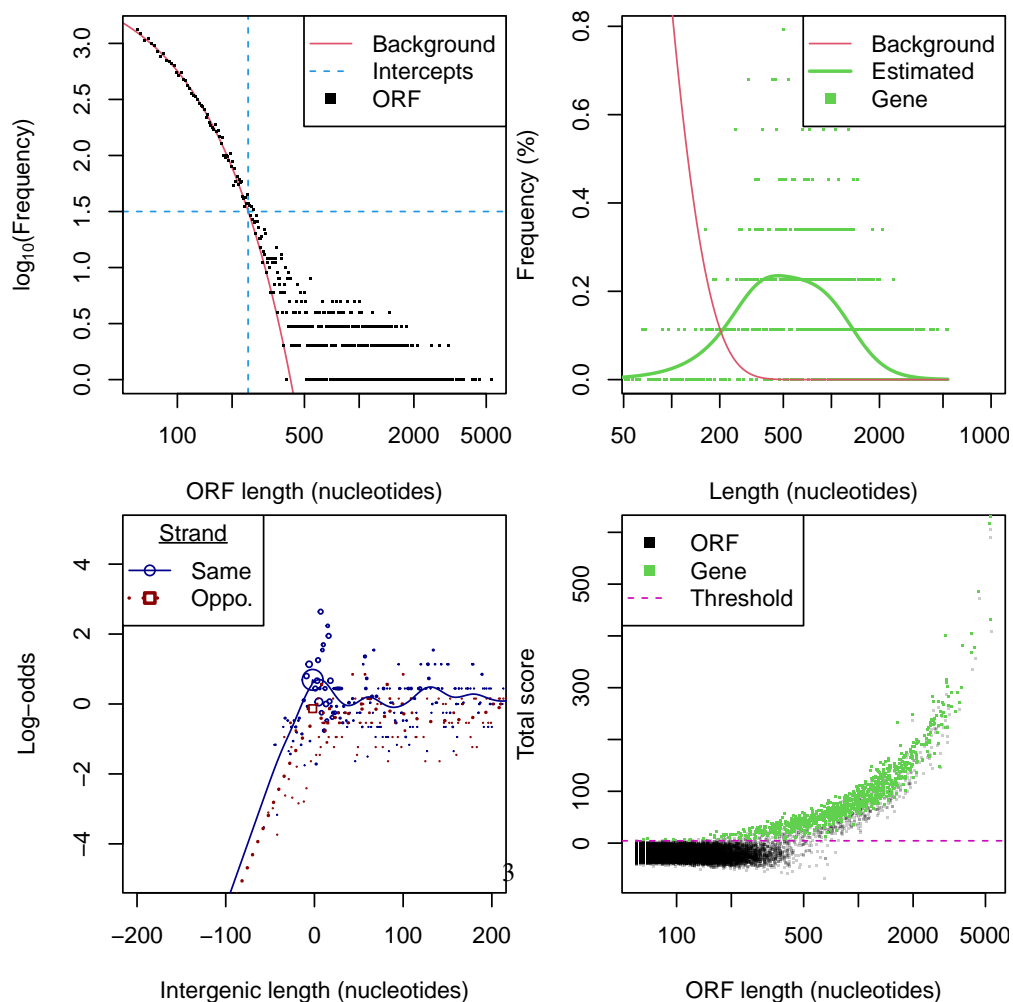 log₁₀(Frequency)
3.0
2.5
2.0
1.5
1.0
0.5
0.0
Background
Intercepts
ORF
100 500 2000 5000
ORF length (nucleotides)
Frequency (%)
0.8
0.6
0.4
0.2
0.0
Background
Estimated
Gene
50 200 500 2000 1000
Length (nucleotides)
Log−odds
4
2
0
−2
−4
Strand
Same
Oppo.
3
−200 −100 0 100 200
Intergenic length (nucleotides)
Total score
500
300
100
0
ORF
Gene
Threshold
100 500 2000 5000
ORF length (nucleotides)